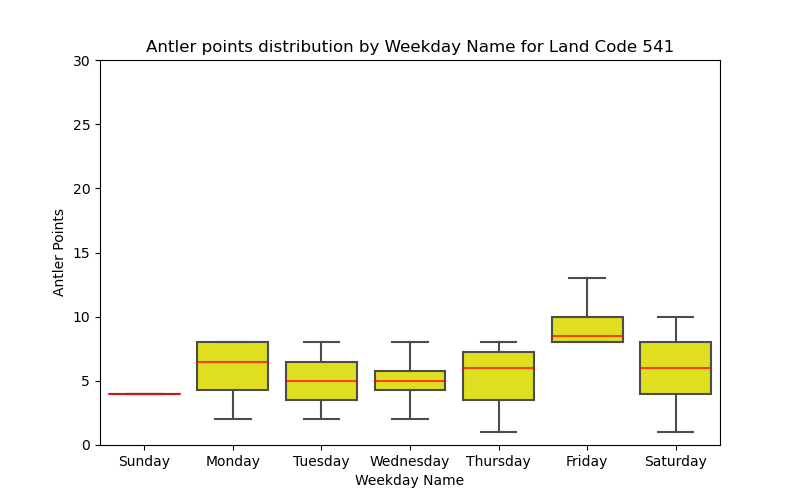 Antler points distribution by Weekday Name for Land Code 541
30
25
20
15
10
5
0
Antler Points
Sunday Monday Tuesday Wednesday Thursday Friday Saturday
Weekday Name